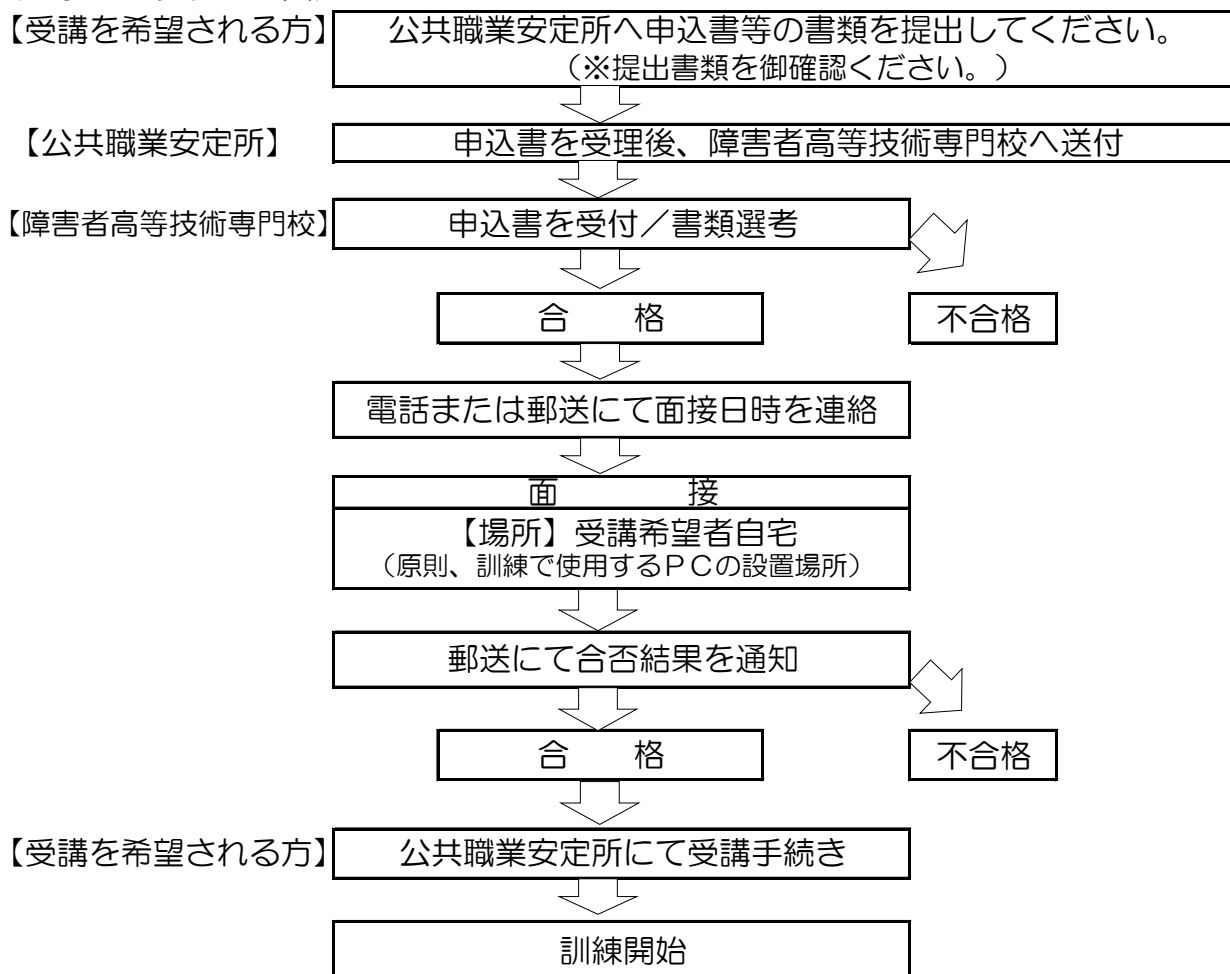 【受講を希望される方】
公共職業安定所へ申込書等の書類を提出してください。
(※提出書類を御確認ください。)
【公共職業安定所】
申込書を受理後、障害者高等技術専門校へ送付
【障害者高等技術専門校】
申込書を受付/書類選考
合 格
不合格
電話または郵送にて面接日時を連絡
面 接
【場所】受講希望者自宅
(原則、訓練で使用するPCの設置場所)
郵送にて合否結果を通知
合 格
不合格
【受講を希望される方】
公共職業安定所にて受講手続き
訓練開始